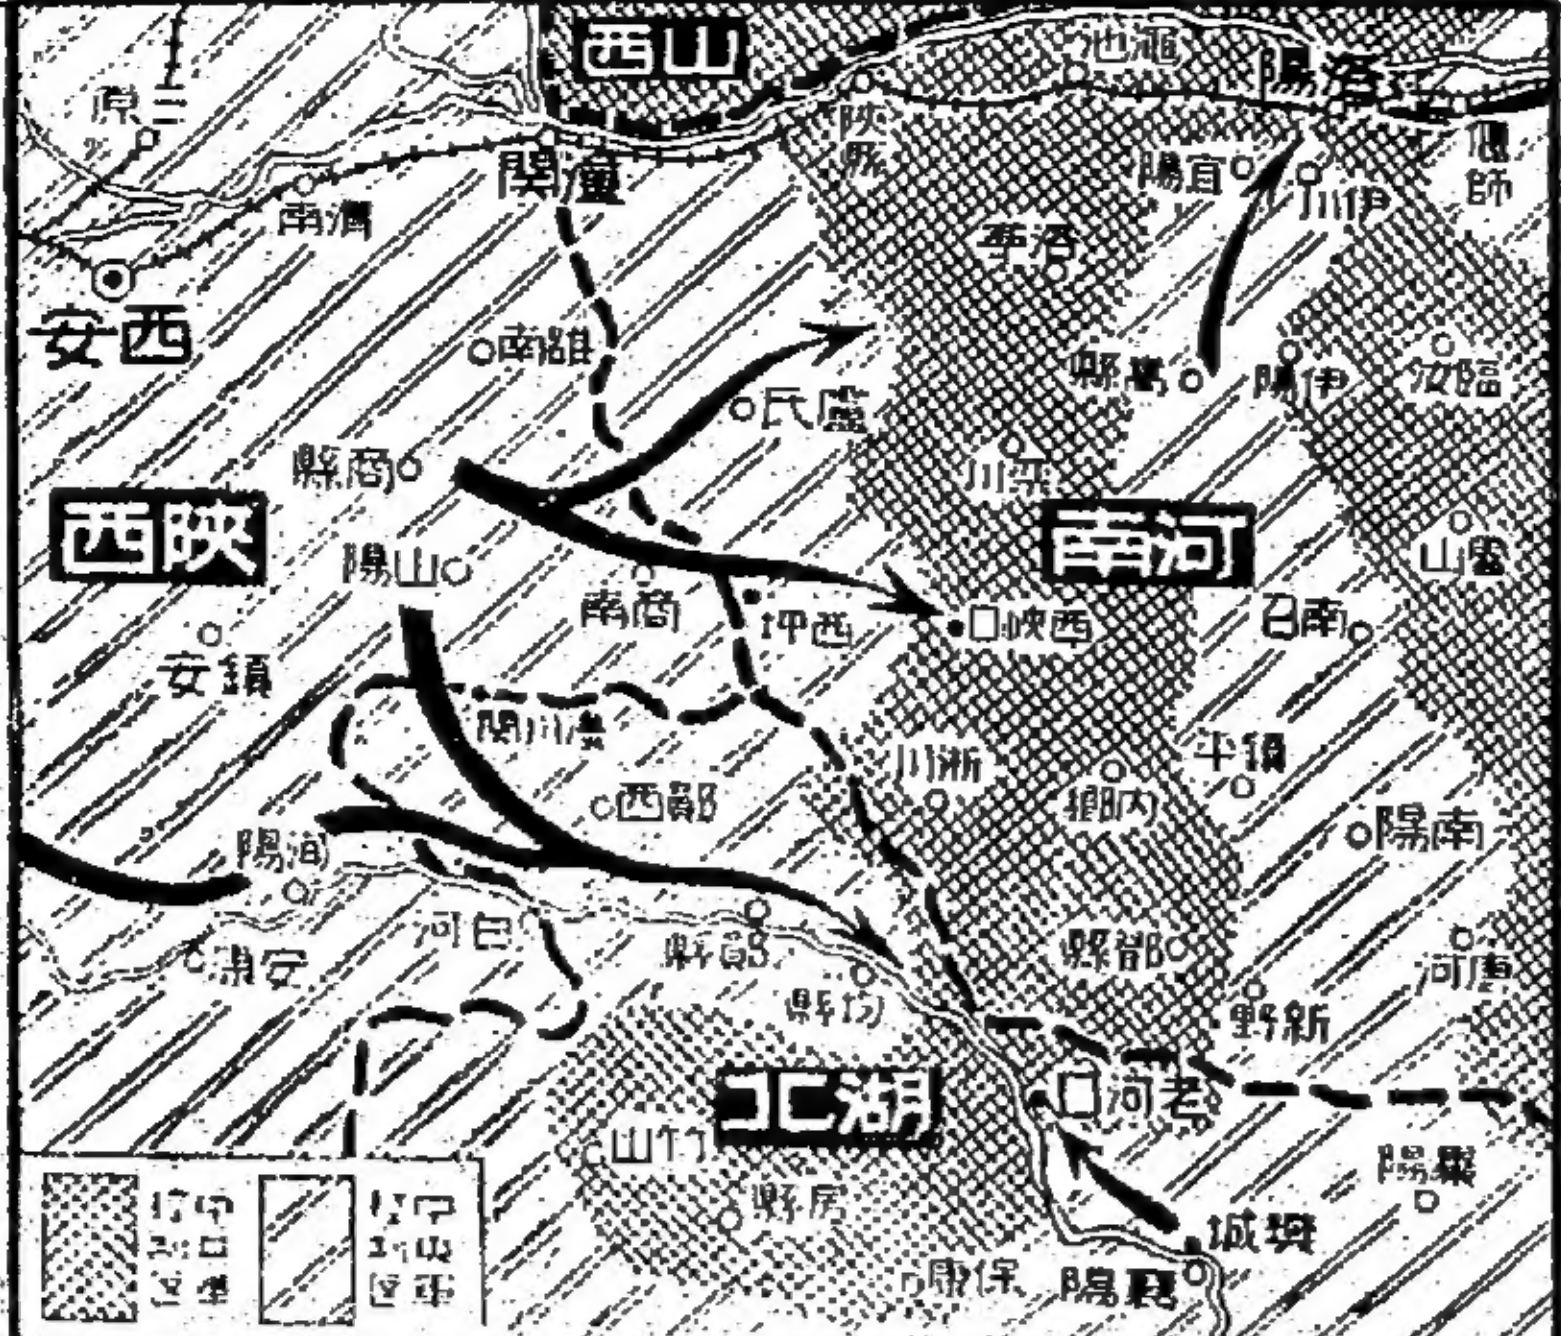 山西
澠池
洛陽
三原
陝縣
偃師
潼関
宜陽
伊川
渭南
洛寧
西安
雒南
嵩縣
伊陽
臨汝
盧氏
商縣
欒川
河南
陝西
魯山
山陽
商南
西坪
西峽口
南召
鎮安
漫川関
淅川
鎮平
鄖西
內鄉
南陽
洵陽
白河
鄖縣
鄧縣
唐河
安康
均縣
新野
湖北
老河口
竹山
棗陽
房縣
樊城
保康
襄陽